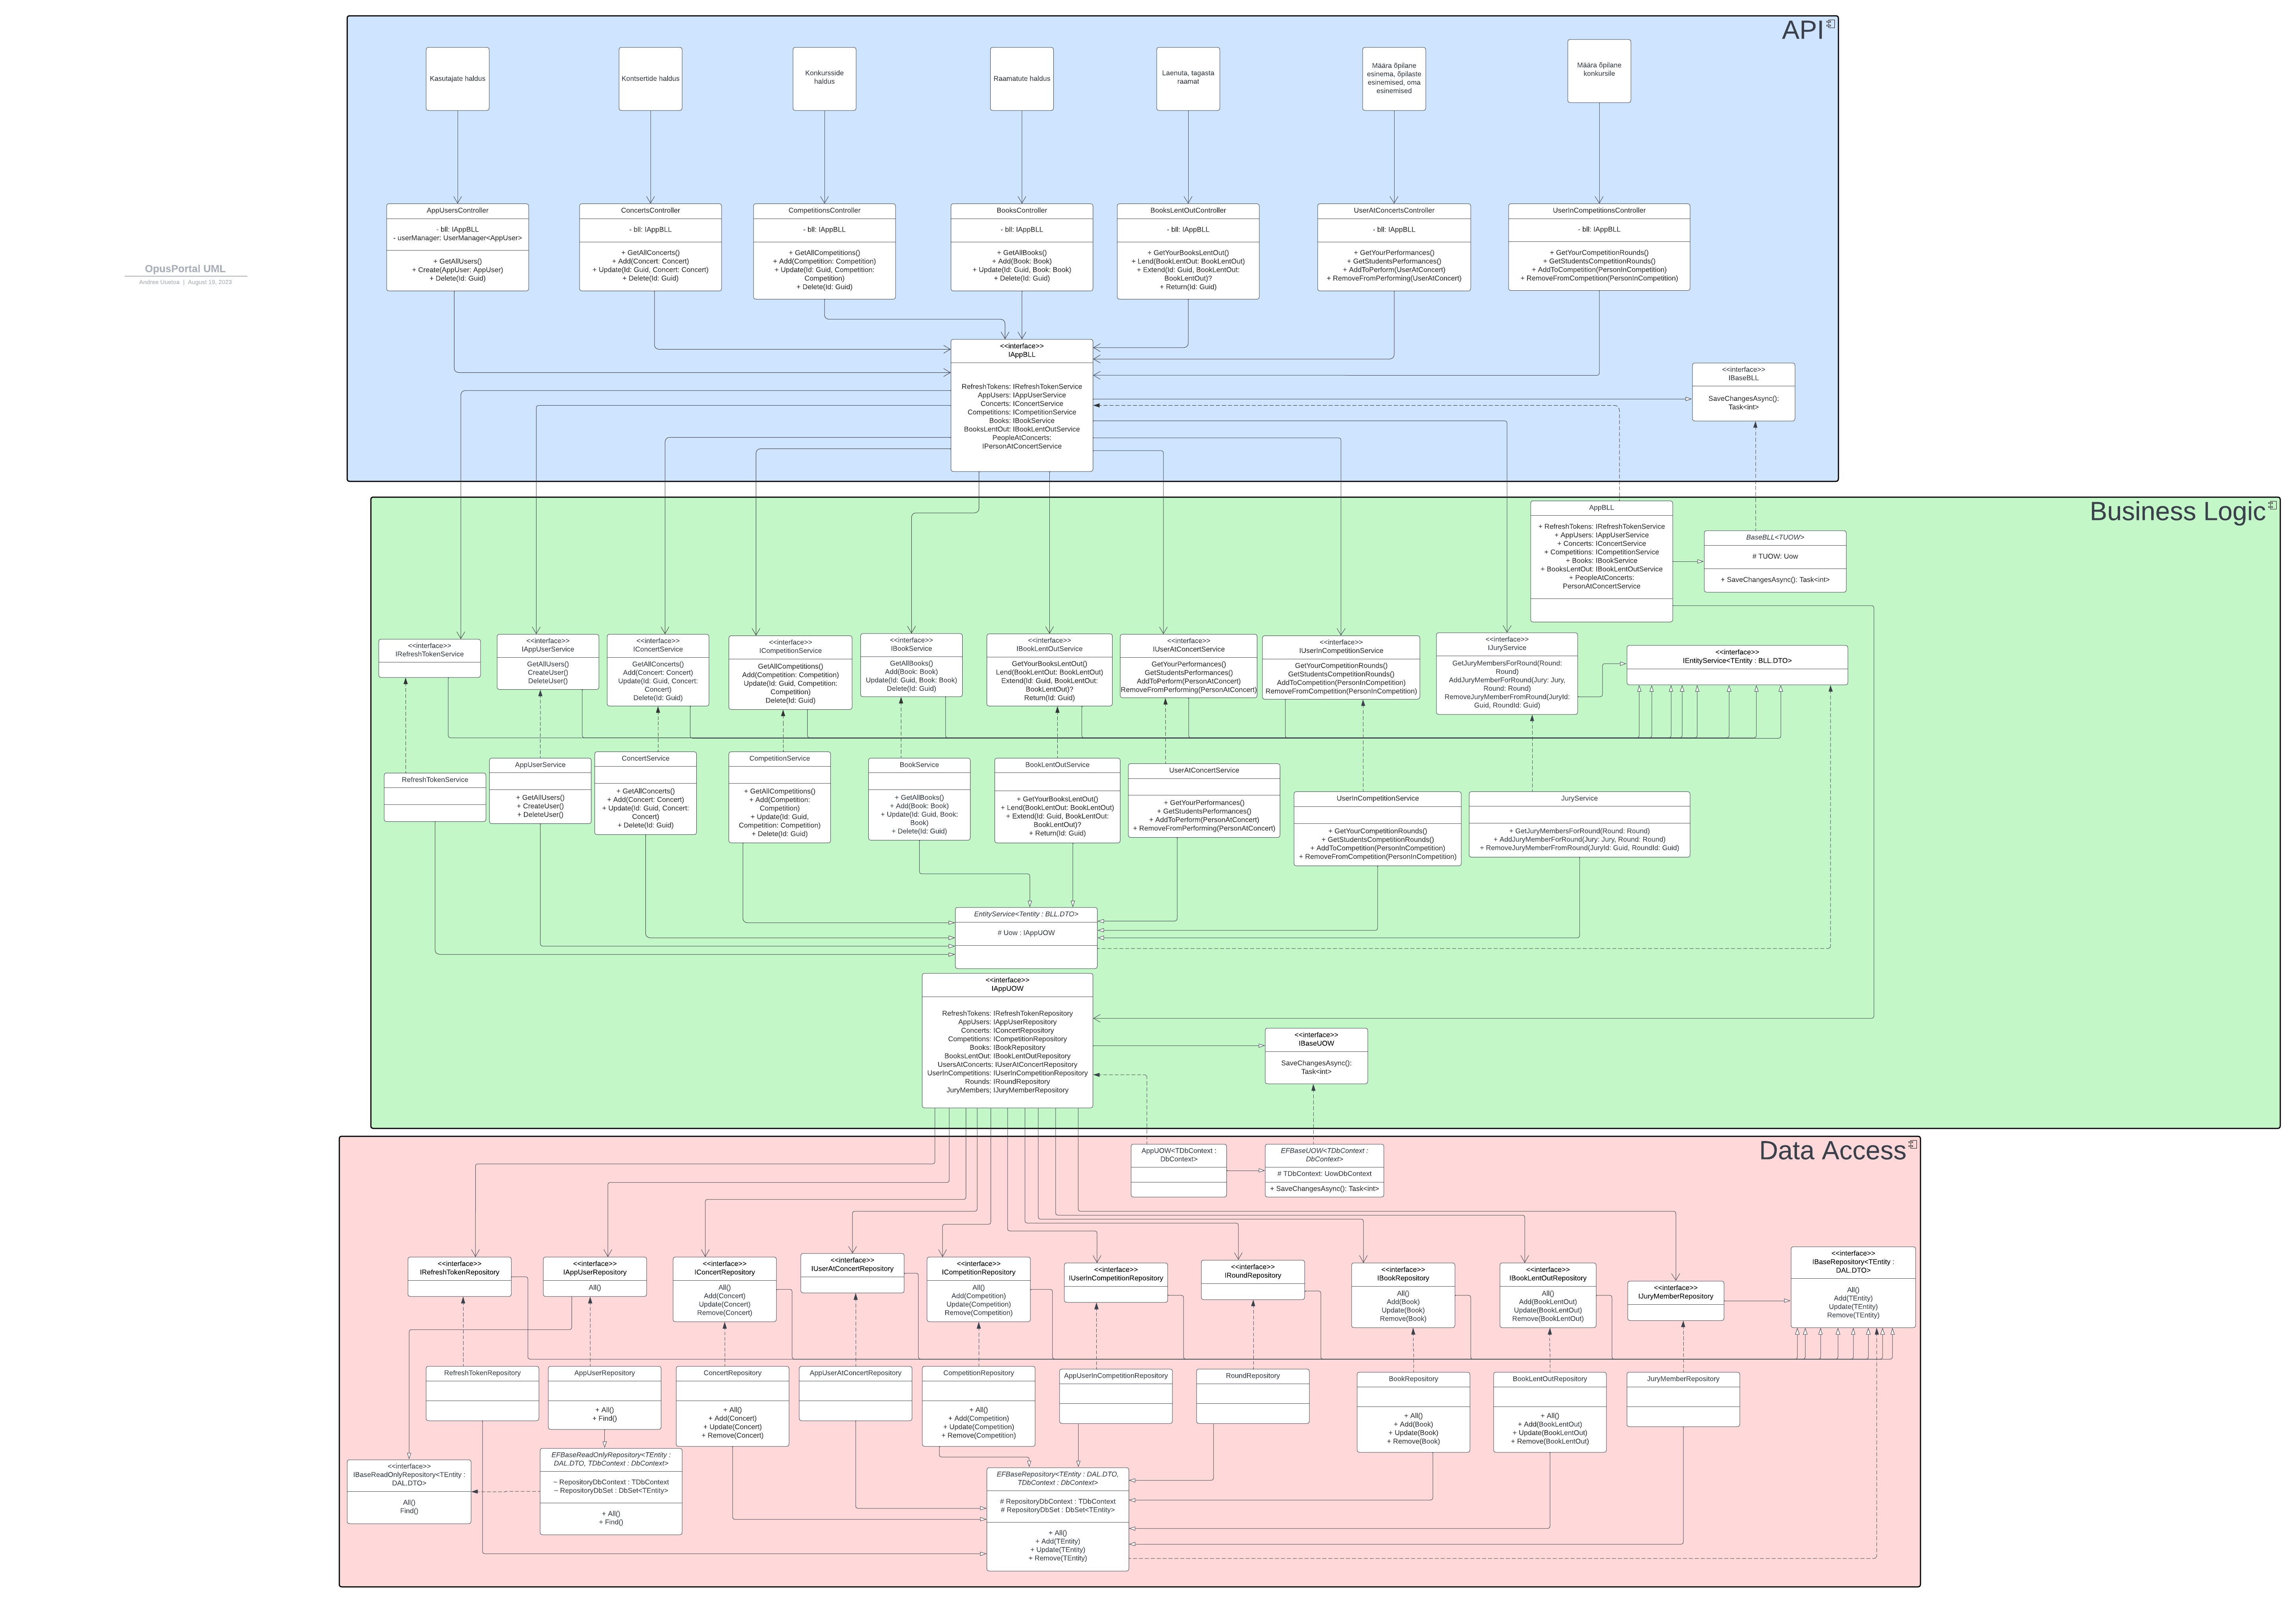 API
Kasutajate haldus
Kontsertide haldus
Konkursside
haldus
Raamatute haldus
Laenuta, tagasta
raamat
Määra õpilane
esinema, õpilaste
esinemised, oma
esinemised
Määra õpilane
konkursile
AppUsersController
- bll: IAppBLL
- userManager: UserManager<AppUser>
+ GetAllUsers()
+ Create(AppUser: AppUser)
+ Delete(Id: Guid)
ConcertsController
- bll: IAppBLL
+ GetAllConcerts()
+ Add(Concert: Concert)
+ Update(Id: Guid, Concert: Concert)
+ Delete(Id: Guid)
CompetitionsController
- bll: IAppBLL
+ GetAllCompetitions()
+ Add(Competition: Competition)
+ Update(Id: Guid, Competition:
Competition)
+ Delete(Id: Guid)
BooksController
- bll: IAppBLL
+ GetAllBooks()
+ Add(Book: Book)
+ Update(Id: Guid, Book: Book)
+ Delete(Id: Guid)
BooksLentOutController
- bll: IAppBLL
+ GetYourBooksLentOut()
+ Lend(BookLentOut: BookLentOut)
+ Extend(Id: Guid, BookLentOut:
BookLentOut)?
+ Return(Id: Guid)
UserAtConcertsController
- bll: IAppBLL
+ GetYourPerformances()
+ GetStudentsPerformances()
+ AddToPerform(UserAtConcert)
+ RemoveFromPerforming(UserAtConcert)
UserInCompetitionsController
- bll: IAppBLL
+ GetYourCompetitionRounds()
+ GetStudentsCompetitionRounds()
+ AddToCompetition(PersonInCompetition)
+ RemoveFromCompetition(PersonInCompetition)
OpusPortal UML
Andree Uuetoa | August 16, 2023
<<interface>>
IAppBLL
RefreshTokens: IRefreshTokenService
AppUsers: IAppUserService
Concerts: IConcertService
Competitions: ICompetitionService
Books: IBookService
BooksLentOut: IBookLentOutService
PeopleAtConcerts:
IPersonAtConcertService
<<interface>>
IBaseBLL
SaveChangesAsync():
Task<int>
Business Logic
AppBLL
+ RefreshTokens: IRefreshTokenService
+ AppUsers: IAppUserService
+ Concerts: IConcertService
+ Competitions: ICompetitionService
+ Books: IBookService
+ BooksLentOut: IBookLentOutService
+ PeopleAtConcerts:
PersonAtConcertService
BaseBLL<TUOW>
# TUOW: Uow
+ SaveChangesAsync(): Task<int>
<<interface>>
IRefreshTokenService
<<interface>>
IAppUserService
GetAllUsers()
CreateUser()
DeleteUser()
<<interface>>
IConcertService
GetAllConcerts()
Add(Concert: Concert)
Update(Id: Guid, Concert:
Concert)
Delete(Id: Guid)
<<interface>>
ICompetitionService
GetAllCompetitions()
Add(Competition: Competition)
Update(Id: Guid, Competition:
Competition)
Delete(Id: Guid)
<<interface>>
IBookService
GetAllBooks()
Add(Book: Book)
Update(Id: Guid, Book: Book)
Delete(Id: Guid)
<<interface>>
IBookLentOutService
GetYourBooksLentOut()
Lend(BookLentOut: BookLentOut)
Extend(Id: Guid, BookLentOut:
BookLentOut)?
Return(Id: Guid)
<<interface>>
IUserAtConcertService
GetYourPerformances()
GetStudentsPerformances()
AddToPerform(PersonAtConcert)
RemoveFromPerforming(PersonAtConcert)
<<interface>>
IUserInCompetitionService
GetYourCompetitionRounds()
GetStudentsCompetitionRounds()
AddToCompetition(PersonInCompetition)
RemoveFromCompetition(PersonInCompetition)
<<interface>>
IJuryService
GetJuryMembersForRound(Round:
Round)
AddJuryMemberForRound(Jury: Jury,
Round: Round)
RemoveJuryMemberFromRound(JuryId:
Guid, RoundId: Guid)
<<interface>>
IEntityService<TEntity : BLL.DTO>
RefreshTokenService
AppUserService
+ GetAllUsers()
+ CreateUser()
+ DeleteUser()
ConcertService
+ GetAllConcerts()
+ Add(Concert: Concert)
+ Update(Id: Guid, Concert:
Concert)
+ Delete(Id: Guid)
CompetitionService
+ GetAllCompetitions()
+ Add(Competition:
Competition)
+ Update(Id: Guid,
Competition: Competition)
+ Delete(Id: Guid)
BookService
+ GetAllBooks()
+ Add(Book: Book)
+ Update(Id: Guid, Book:
Book)
+ Delete(Id: Guid)
BookLentOutService
+ GetYourBooksLentOut()
+ Lend(BookLentOut: BookLentOut)
+ Extend(Id: Guid, BookLentOut:
BookLentOut)?
+ Return(Id: Guid)
UserAtConcertService
+ GetYourPerformances()
+ GetStudentsPerformances()
+ AddToPerform(PersonAtConcert)
+ RemoveFromPerforming(PersonAtConcert)
UserInCompetitionService
+ GetYourCompetitionRounds()
+ GetStudentsCompetitionRounds()
+ AddToCompetition(PersonInCompetition)
+ RemoveFromCompetition(PersonInCompetition)
JuryService
+ GetJuryMembersForRound(Round: Round)
+ AddJuryMemberForRound(Jury: Jury, Round: Round)
+ RemoveJuryMemberFromRound(JuryId: Guid, RoundId: Guid)
EntityService<Tentity : BLL.DTO>
# Uow : IAppUOW
<<interface>>
IAppUOW
RefreshTokens: IRefreshTokenRepository
AppUsers: IAppUserRepository
Concerts: IConcertRepository
Competitions: ICompetitionRepository
Books: IBookRepository
BooksLentOut: IBookLentOutRepository
UsersAtConcerts: IUserAtConcertRepository
UserInCompetitions: IUserInCompetitionRepository
Rounds: IRoundRepository
JuryMembers; IJuryMemberRepository
<<interface>>
IBaseUOW
SaveChangesAsync():
Task<int>
Data Access
AppUOW<TDbContext :
DbContext>
EFBaseUOW<TDbContext :
DbContext>
# TDbContext: UowDbContext
+ SaveChangesAsync(): Task<int>
<<interface>>
IRefreshTokenRepository
<<interface>>
IAppUserRepository
All()
<<interface>>
IConcertRepository
All()
Add(Concert)
Update(Concert)
Remove(Concert)
<<interface>>
IUserAtConcertRepository
<<interface>>
ICompetitionRepository
All()
Add(Competition)
Update(Competition)
Remove(Competition)
<<interface>>
IUserInCompetitionRepository
<<interface>>
IRoundRepository
<<interface>>
IBookRepository
All()
Add(Book)
Update(Book)
Remove(Book)
<<interface>>
IBookLentOutRepository
All()
Add(BookLentOut)
Update(BookLentOut)
Remove(BookLentOut)
<<interface>>
IJuryMemberRepository
<<interface>>
IBaseRepository<TEntity :
DAL.DTO>
All()
Add(TEntity)
Update(TEntity)
Remove(TEntity)
RefreshTokenRepository
AppUserRepository
+ All()
+ Find()
ConcertRepository
+ All()
+ Add(Concert)
+ Update(Concert)
+ Remove(Concert)
AppUserAtConcertRepository
CompetitionRepository
+ All()
+ Add(Competition)
+ Update(Competition)
+ Remove(Competition)
AppUserInCompetitionRepository
RoundRepository
BookRepository
+ All()
+ Add(Book)
+ Update(Book)
+ Remove(Book)
BookLentOutRepository
+ All()
+ Add(BookLentOut)
+ Update(BookLentOut)
+ Remove(BookLentOut)
JuryMemberRepository
<<interface>>
IBaseReadOnlyRepository<TEntity :
DAL.DTO>
All()
Find()
EFBaseReadOnlyRepository<TEntity :
DAL.DTO, TDbContext : DbContext>
~ RepositoryDbContext : TDbContext
~ RepositoryDbSet : DbSet<TEntity>
+ All()
+ Find()
EFBaseRepository<TEntity : DAL.DTO,
TDbContext : DbContext>
# RepositoryDbContext : TDbContext
# RepositoryDbSet : DbSet<TEntity>
+ All()
+ Add(TEntity)
+ Update(TEntity)
+ Remove(TEntity)